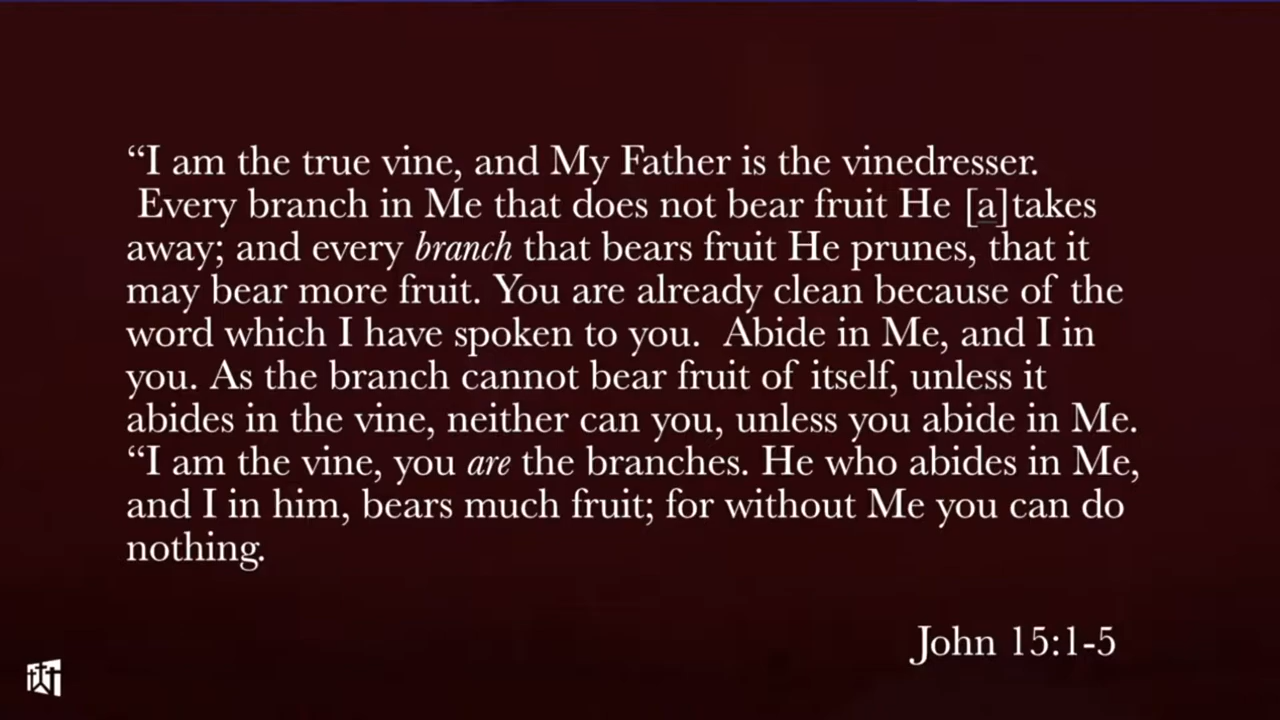 “I am the true vine, and My Father is the vinedresser.
Every branch in Me that does not bear fruit He [a]takes
away; and every branch that bears fruit He prunes, that it
may bear more fruit. You are already clean because of the
word which I have spoken to you.  Abide in Me, and I in
you. As the branch cannot bear fruit of itself, unless it
abides in the vine, neither can you, unless you abide in Me.
“I am the vine, you are the branches. He who abides in Me,
and I in him, bears much fruit; for without Me you can do
nothing.
John 15:1-5